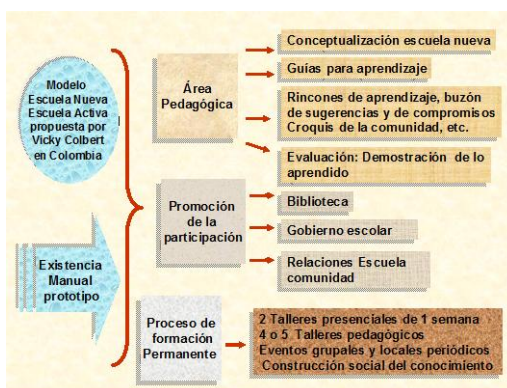 Modelo
Escuela Nueva
Escuela Activa
propuesta por
Vicky Colbert
en Colombia
Existencia
Manual
prototipo
Área
Pedagógica
Conceptualización escuela nueva
Guías para aprendizaje
Rincones de aprendizaje, buzón
de sugerencias y de compromisos
Croquis de la comunidad, etc.
Evaluación: Demostración de lo
aprendido
Promoción
de la
participación
Biblioteca
Gobierno escolar
Relaciones Escuela
comunidad
Proceso de
formación
Permanente
2 Talleres presenciales de 1 semana
4 o 5 Talleres pedagógicos
Eventos grupales y locales periódicos
Construcción social del conocimiento